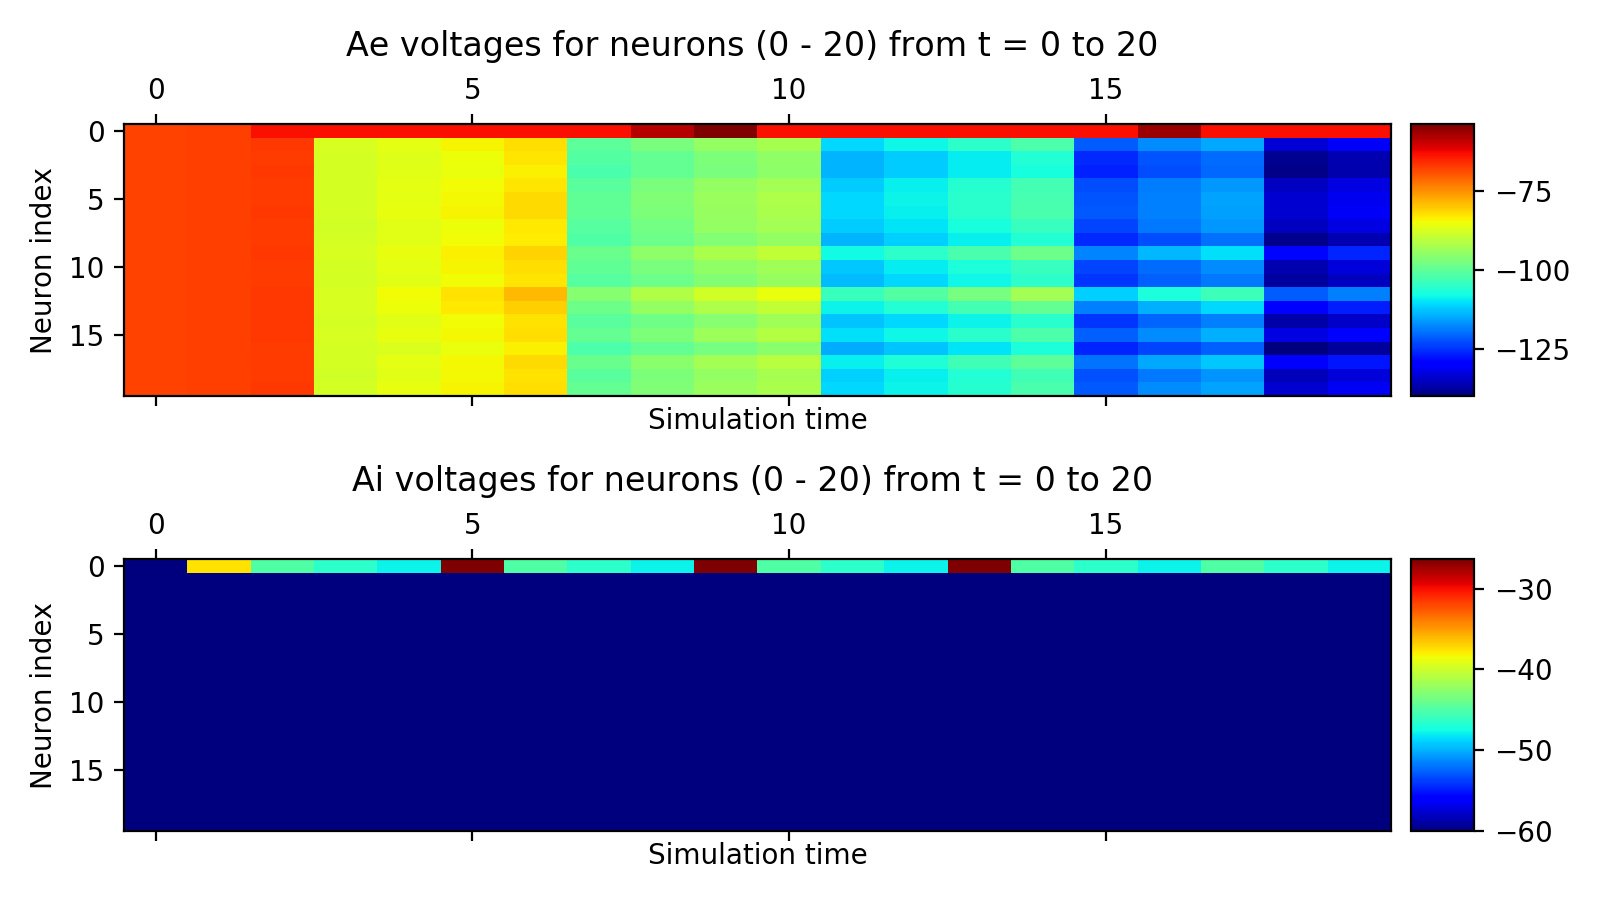 Ae voltages for neurons (0 - 20) from t = 0 to 20
0 5 10 15
Neuron index
0
5
10
15
−75
−100
−125
Simulation time
Ai voltages for neurons (0 - 20) from t = 0 to 20
0 5 10 15
Neuron index
0
5
10
15
−30
−40
−50
−60
Simulation time